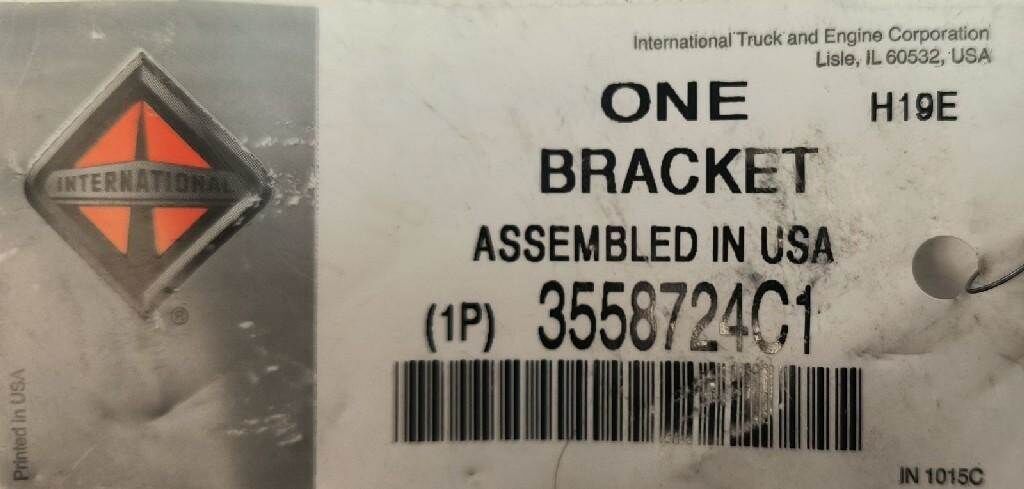 International Truck and Engine Corporation
Lisle, IL 60532, USA
ONE
H19E
BRACKET
ASSEMBLED IN USA
(1P) 3558724C1
IN 1015C
INTERNATIONAL
®
Printed in USA